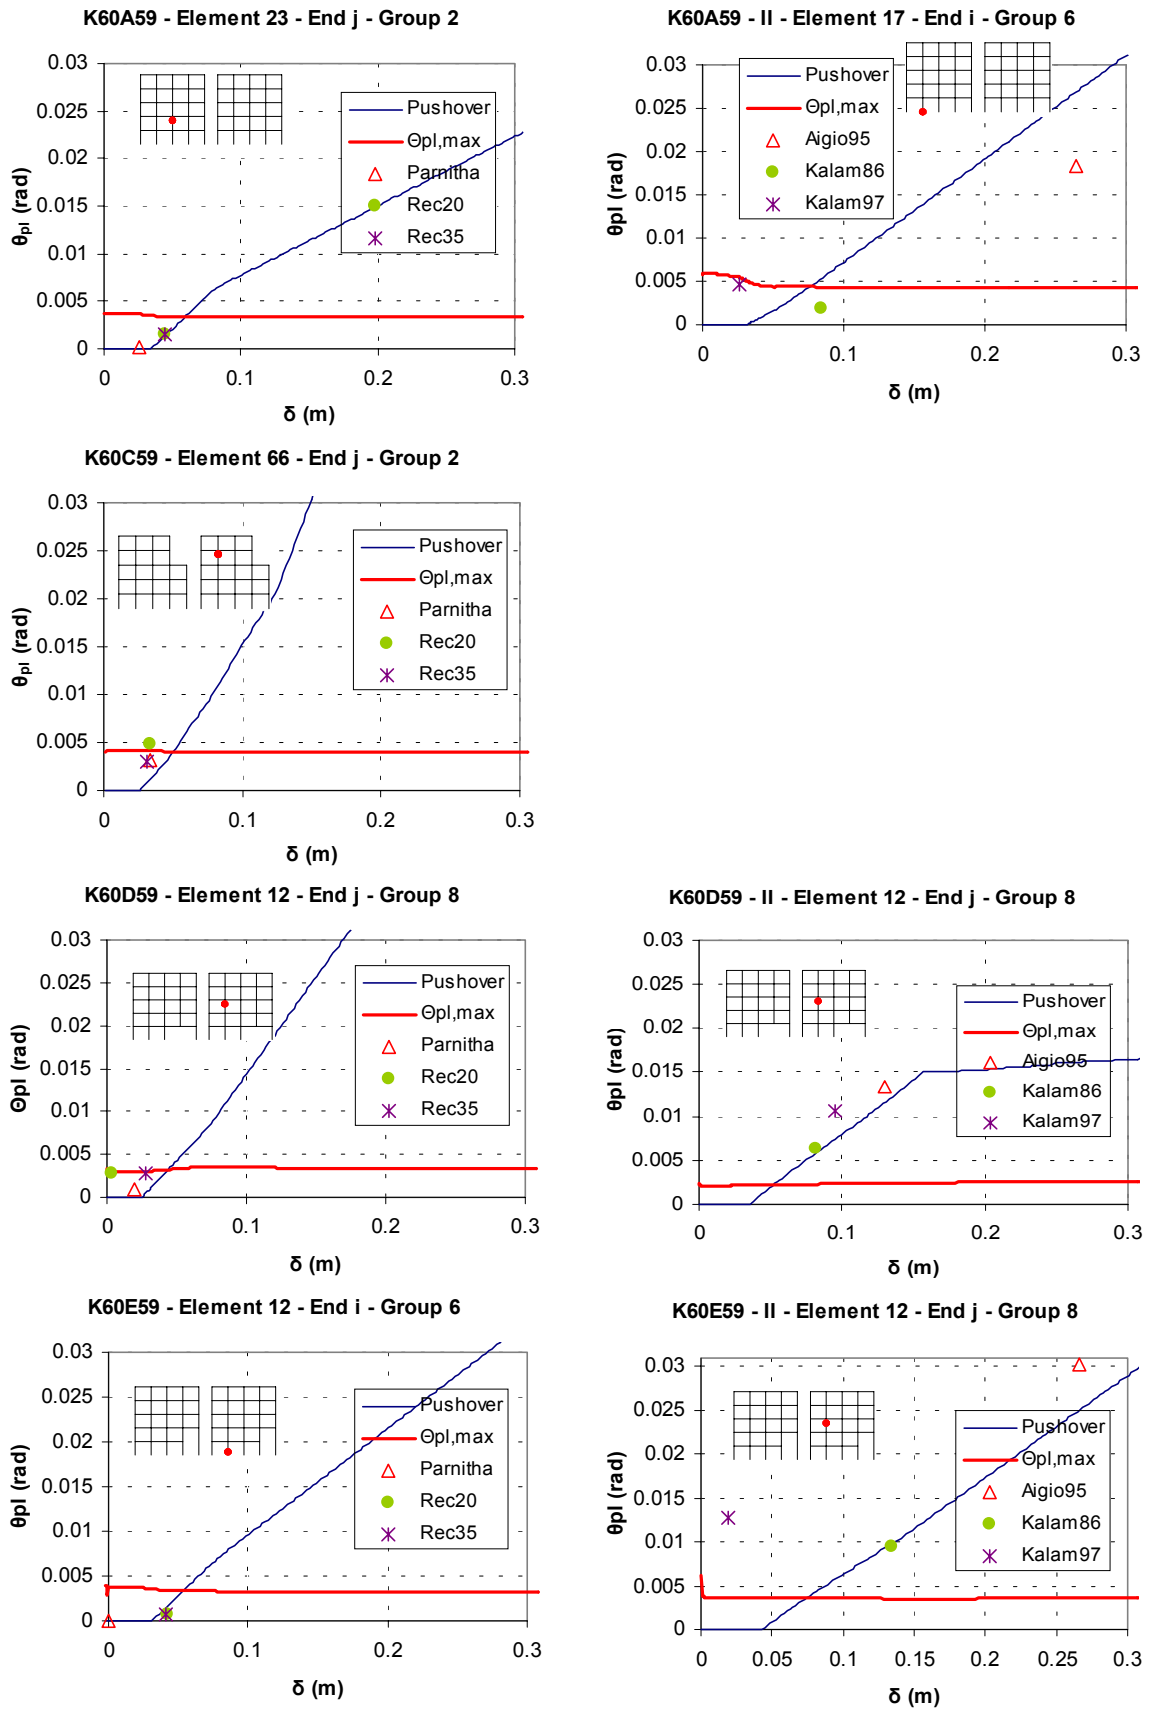 K60A59 - Element 23 - End j - Group 2
0.03
0.025
0.02
0.015
0.01
0.005
0
θpl (rad)
0 0.1 0.2 0.3
δ (m)
Pushover
Θpl,max
Parnitha
Rec20
Rec35
K60A59 - II - Element 17 - End i - Group 6
0.03
0.025
0.02
0.015
0.01
0.005
0
θpl (rad)
0 0.1 0.2 0.3
δ (m)
Pushover
Θpl,max
Aigio95
Kalam86
Kalam97
K60C59 - Element 66 - End j - Group 2
0.03
0.025
0.02
0.015
0.01
0.005
0
θpl (rad)
0 0.1 0.2 0.3
δ (m)
Pushover
Θpl,max
Parnitha
Rec20
Rec35
K60D59 - Element 12 - End j - Group 8
0.03
0.025
0.02
0.015
0.01
0.005
0
Θpl (rad)
0 0.1 0.2 0.3
δ (m)
Pushover
Θpl,max
Parnitha
Rec20
Rec35
K60D59 - II - Element 12 - End j - Group 8
0.03
0.025
0.02
0.015
0.01
0.005
0
θpl (rad)
0 0.1 0.2 0.3
δ (m)
Pushover
Θpl,max
Aigio95
Kalam86
Kalam97
K60E59 - Element 12 - End i - Group 6
0.03
0.025
0.02
0.015
0.01
0.005
0
θpl (rad)
0 0.1 0.2 0.3
δ (m)
Pushover
Θpl,max
Parnitha
Rec20
Rec35
K60E59 - II - Element 12 - End j - Group 8
0.03
0.025
0.02
0.015
0.01
0.005
0
θpl (rad)
0 0.05 0.1 0.15 0.2 0.25 0.3
δ (m)
Pushover
Θpl,max
Aigio95
Kalam86
Kalam97